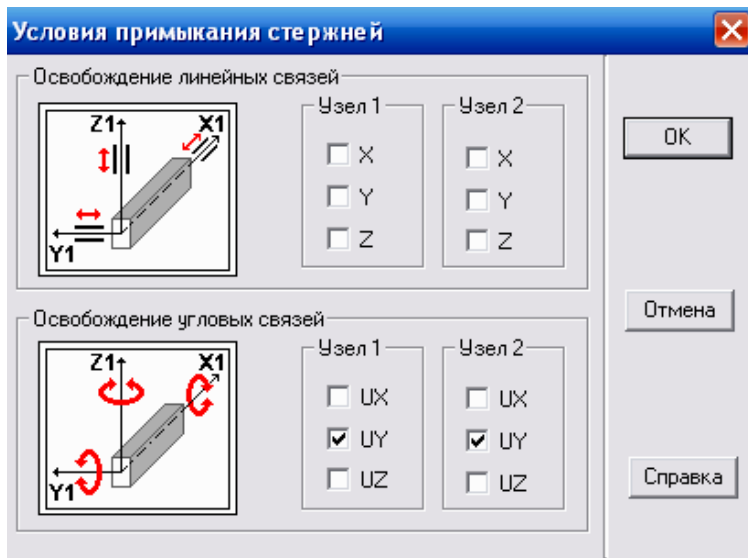 Условия примыкания стержней
Освобождение линейных связей
Z1
X1
Y1
Узел 1
X
Y
Z
Узел 2
X
Y
Z
OK
Отмена
Освобождение угловых связей
Z1
X1
Y1
Узел 1
UX
UY
UZ
Узел 2
UX
UY
UZ
Справка